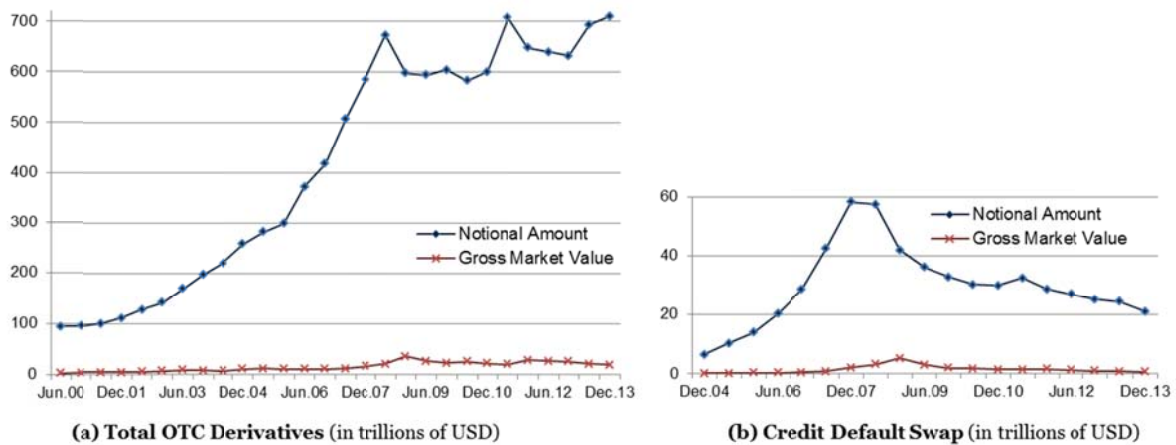 700
600
500
400
300
200
100
0
Notional Amount
Gross Market Value
Jun.00 Dec.01 Jun.03 Dec.04 Jun.06 Dec.07 Jun.09 Dec.10 Jun.12 Dec.13
(a) Total OTC Derivatives (in trillions of USD)
60
40
20
0
Notional Amount
Gross Market Value
Dec.04 Jun.06 Dec.07 Jun.09 Dec.10 Jun.12 Dec.13
(b) Credit Default Swap (in trillions of USD)